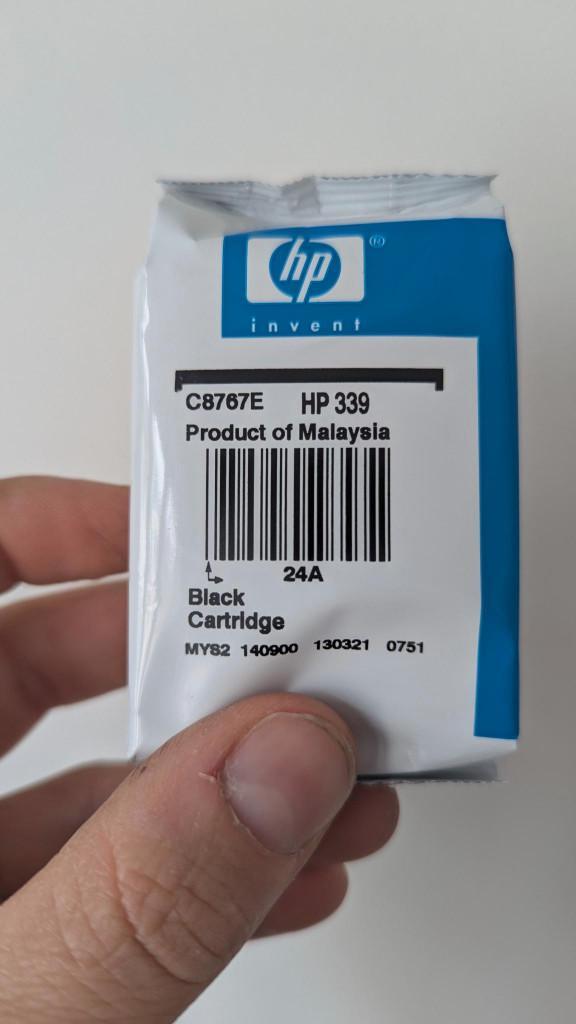 hp ®
invent
C8767E HP 339
Product of Malaysia
24A
Black
Cartridge
MYS2 140900 130321 0751